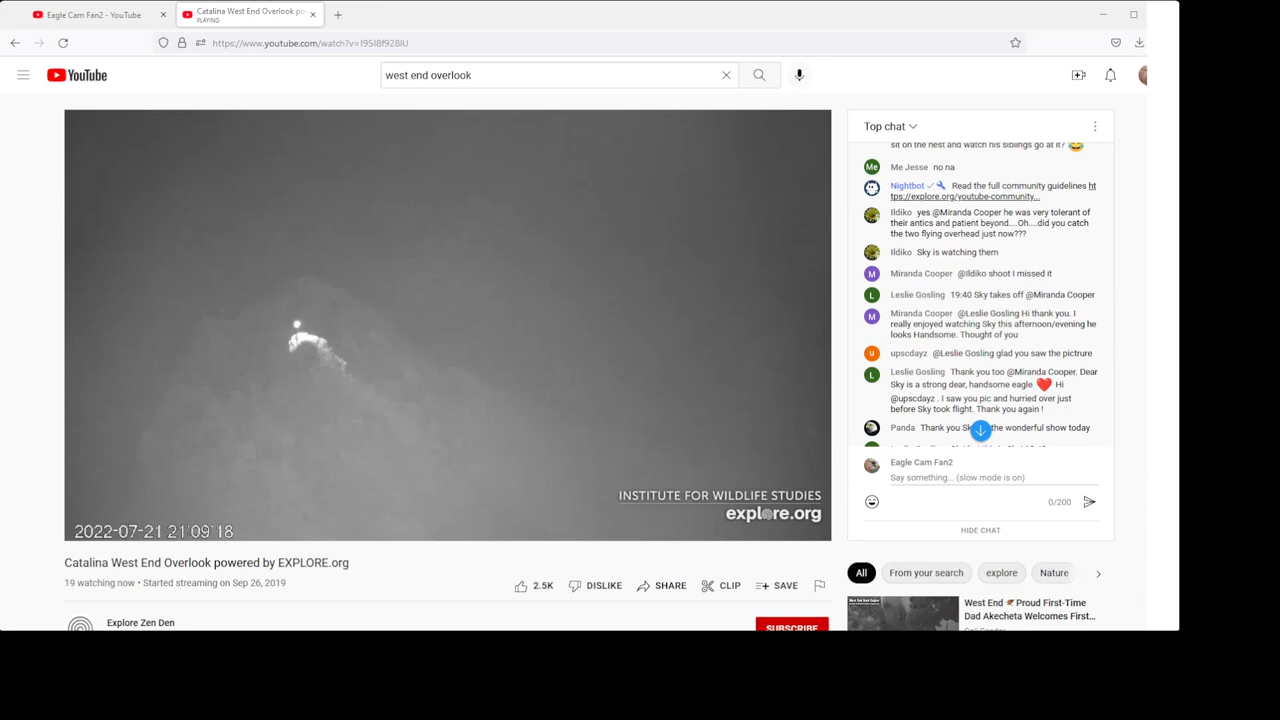 Eagle Cam Fan2 - YouTube
Catalina West End Overlook po
PLAYING
https://www.youtube.com/watch?v=I95I8f928IU
YouTube
west end overlook
Top chat
sit on the nest and watch his siblings go at it?
Me Me Jesse no na
Nightbot Read the full community guidelines ht
tps://explore.org/youtube-community...
Ildiko yes @Miranda Cooper he was very tolerant of
their antics and patient beyond....Oh....did you catch
the two flying overhead just now???
Ildiko Sky is watching them
M Miranda Cooper @Ildiko shoot I missed it
L Leslie Gosling 19:40 Sky takes off @Miranda Cooper
M Miranda Cooper @Leslie Gosling Hi thank you. I
really enjoyed watching Sky this afternoon/evening he
looks Handsome. Thought of you
u upscdayz @Leslie Gosling glad you saw the pictrure
L Leslie Gosling Thank you too @Miranda Cooper. Dear
Sky is a strong dear, handsome eagle Hi
@upscdayz . I saw you pic and hurried over just
before Sky took flight. Thank you again !
Panda Thank you Sk the wonderful show today
Eagle Cam Fan2
Say something... (slow mode is on)
0/200
HIDE CHAT
INSTITUTE FOR WILDLIFE STUDIES
explore.org
2022-07-21 21:09:18
Catalina West End Overlook powered by EXPLORE.org
19 watching now • Started streaming on Sep 26, 2019
2.5K DISLIKE SHARE CLIP SAVE
Explore Zen Den
SUBSCRIBE
All From your search explore Nature
West End Proud First-Time
Dad Akecheta Welcomes First...